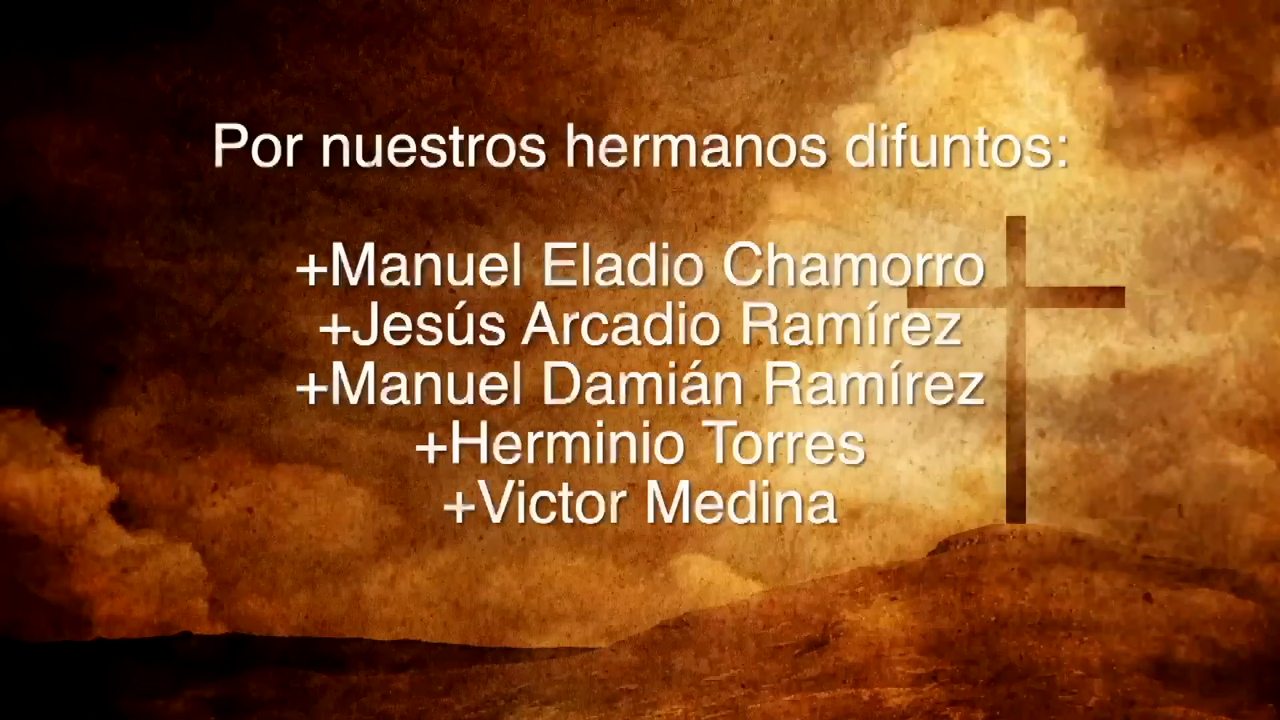 Por nuestros hermanos difuntos:
+Manuel Eladio Chamorro
+Jesús Arcadio Ramírez
+Manuel Damián Ramírez
+Herminio Torres
+Victor Medina